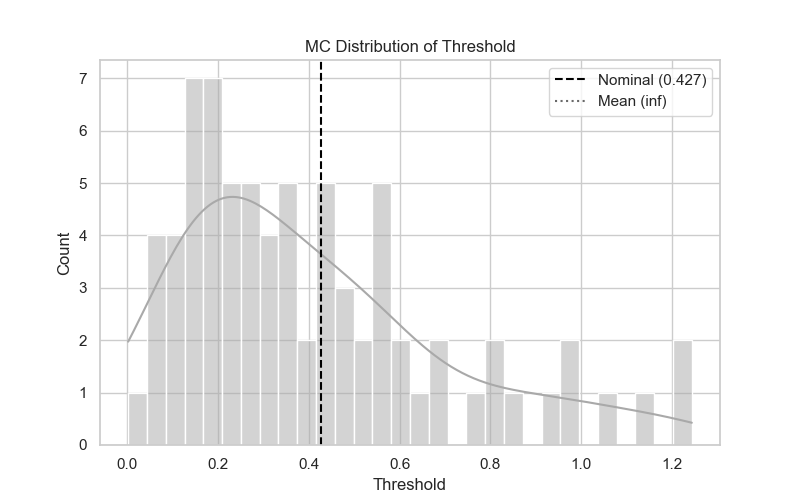 MC Distribution of Threshold
Nominal (0.427)
Mean (inf)
Count
7
6
5
4
3
2
1
0
0.0 0.2 0.4 0.6 0.8 1.0 1.2
Threshold